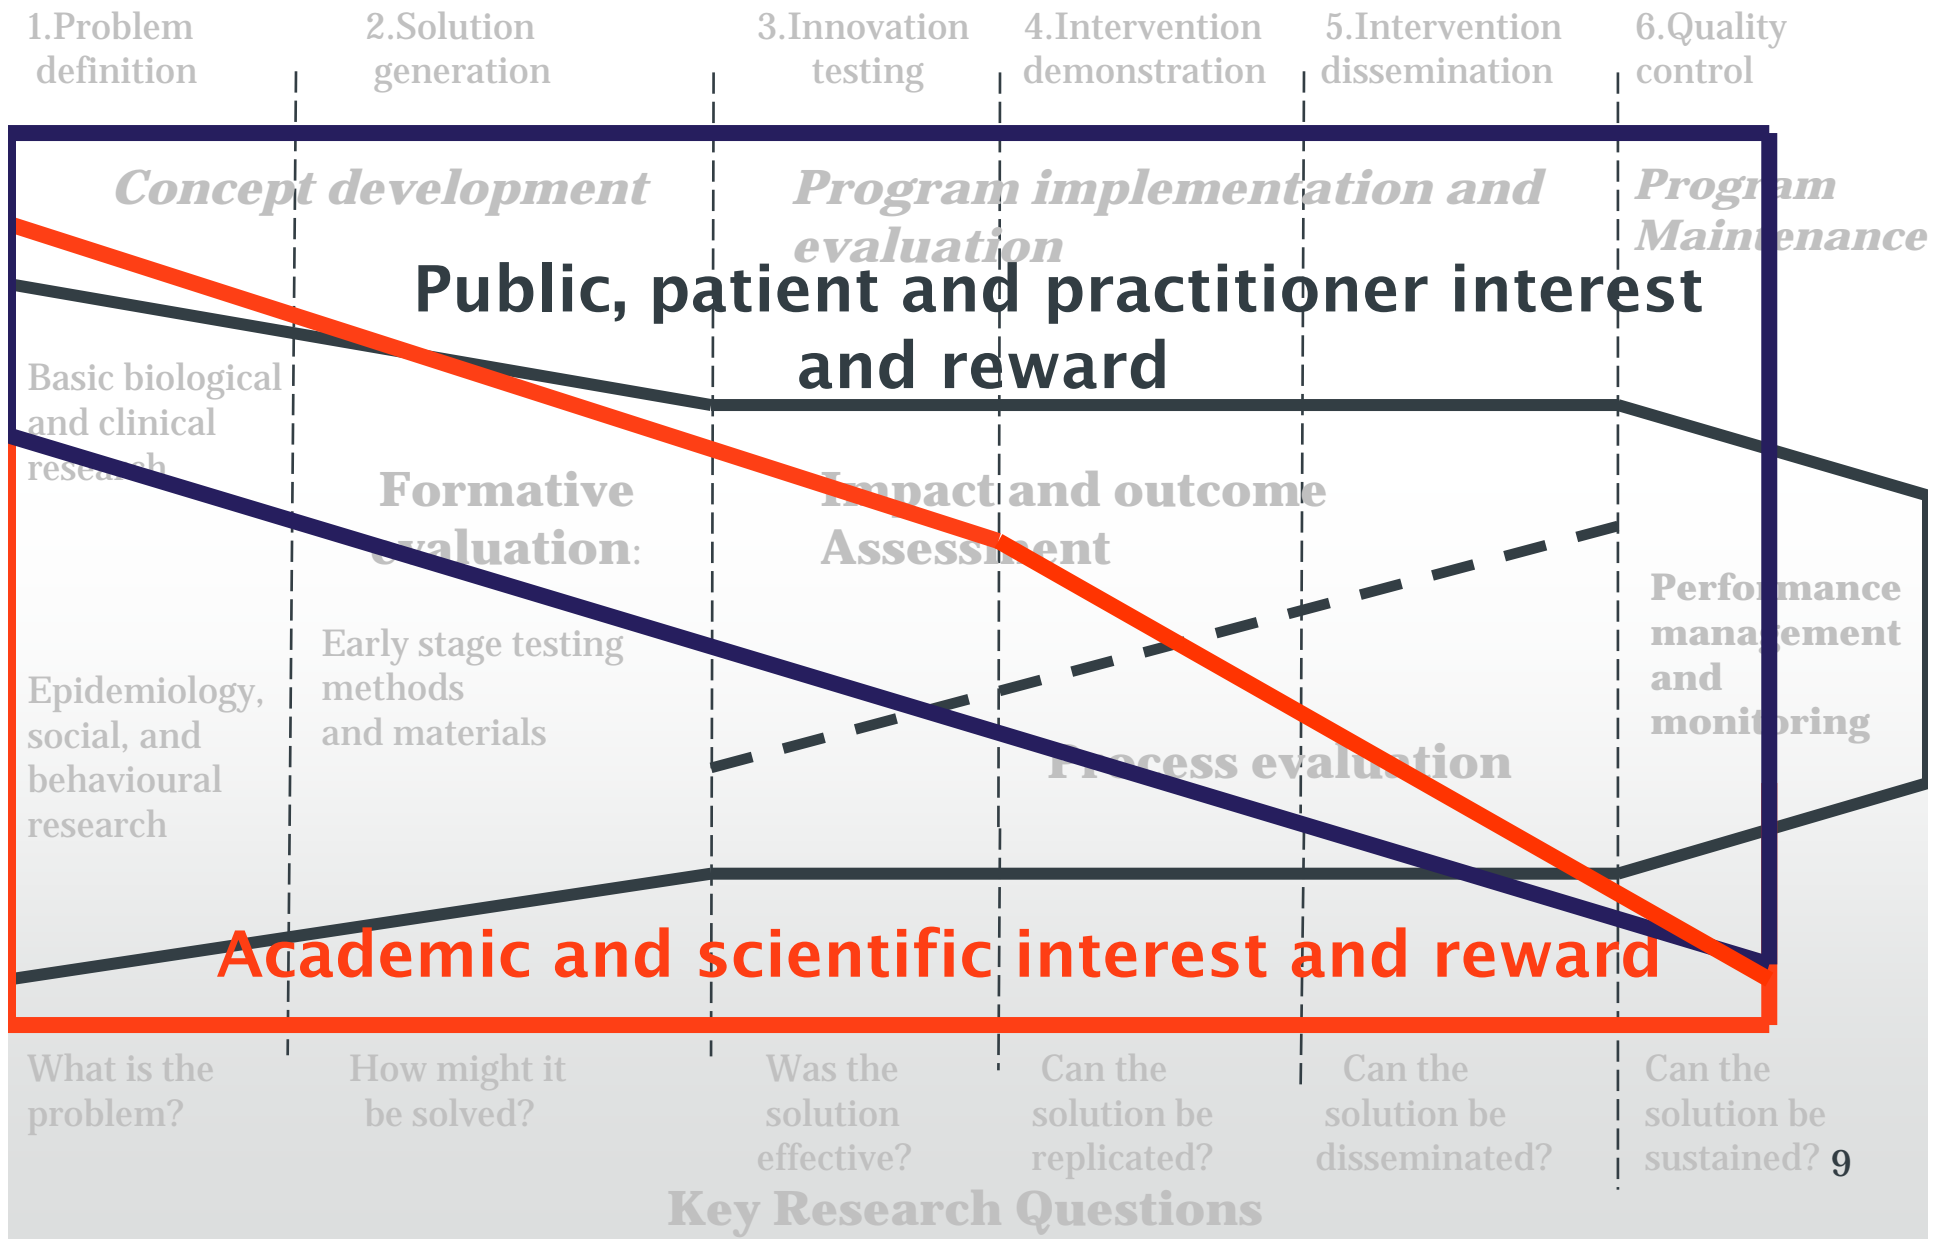 1.Problem
definition
2.Solution
generation
3.Innovation
testing
4.Intervention
demonstration
5.Intervention
dissemination
6.Quality
control
Concept development
Program implementation and
evaluation
Program
Maintenance
Public, patient and practitioner interest
and reward
Basic biological
and clinical
research
Formative
evaluation:
Impact and outcome
Assessment
Early stage testing
methods
and materials
Epidemiology,
social, and
behavioural
research
Process evaluation
Performance
management
and
monitoring
Academic and scientific interest and reward
What is the
problem?
How might it
be solved?
Was the
solution
effective?
Can the
solution be
replicated?
Can the
solution be
disseminated?
Can the
solution be
sustained?
9
Key Research Questions